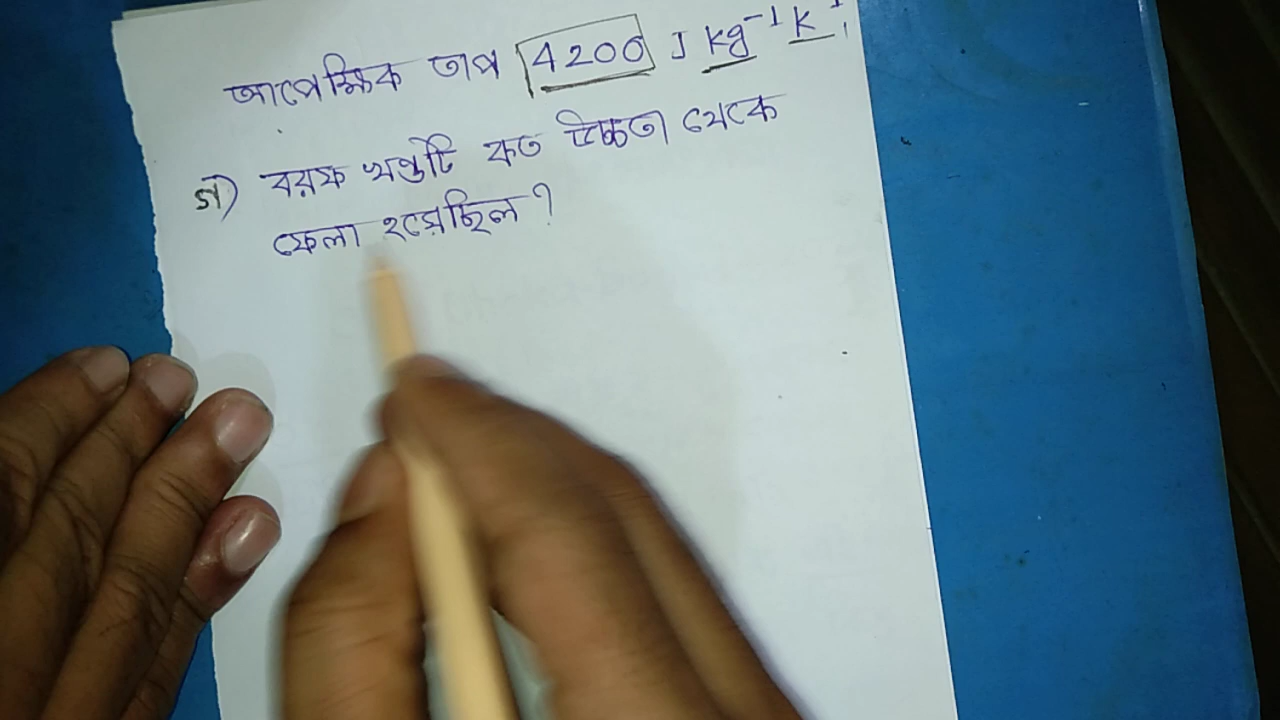 আপেক্ষিক তাপ 4200 J kg⁻¹ K⁻¹
গ) বরফ খণ্ডটি কত উচ্চতা থেকে
ফেলা হয়েছিল?